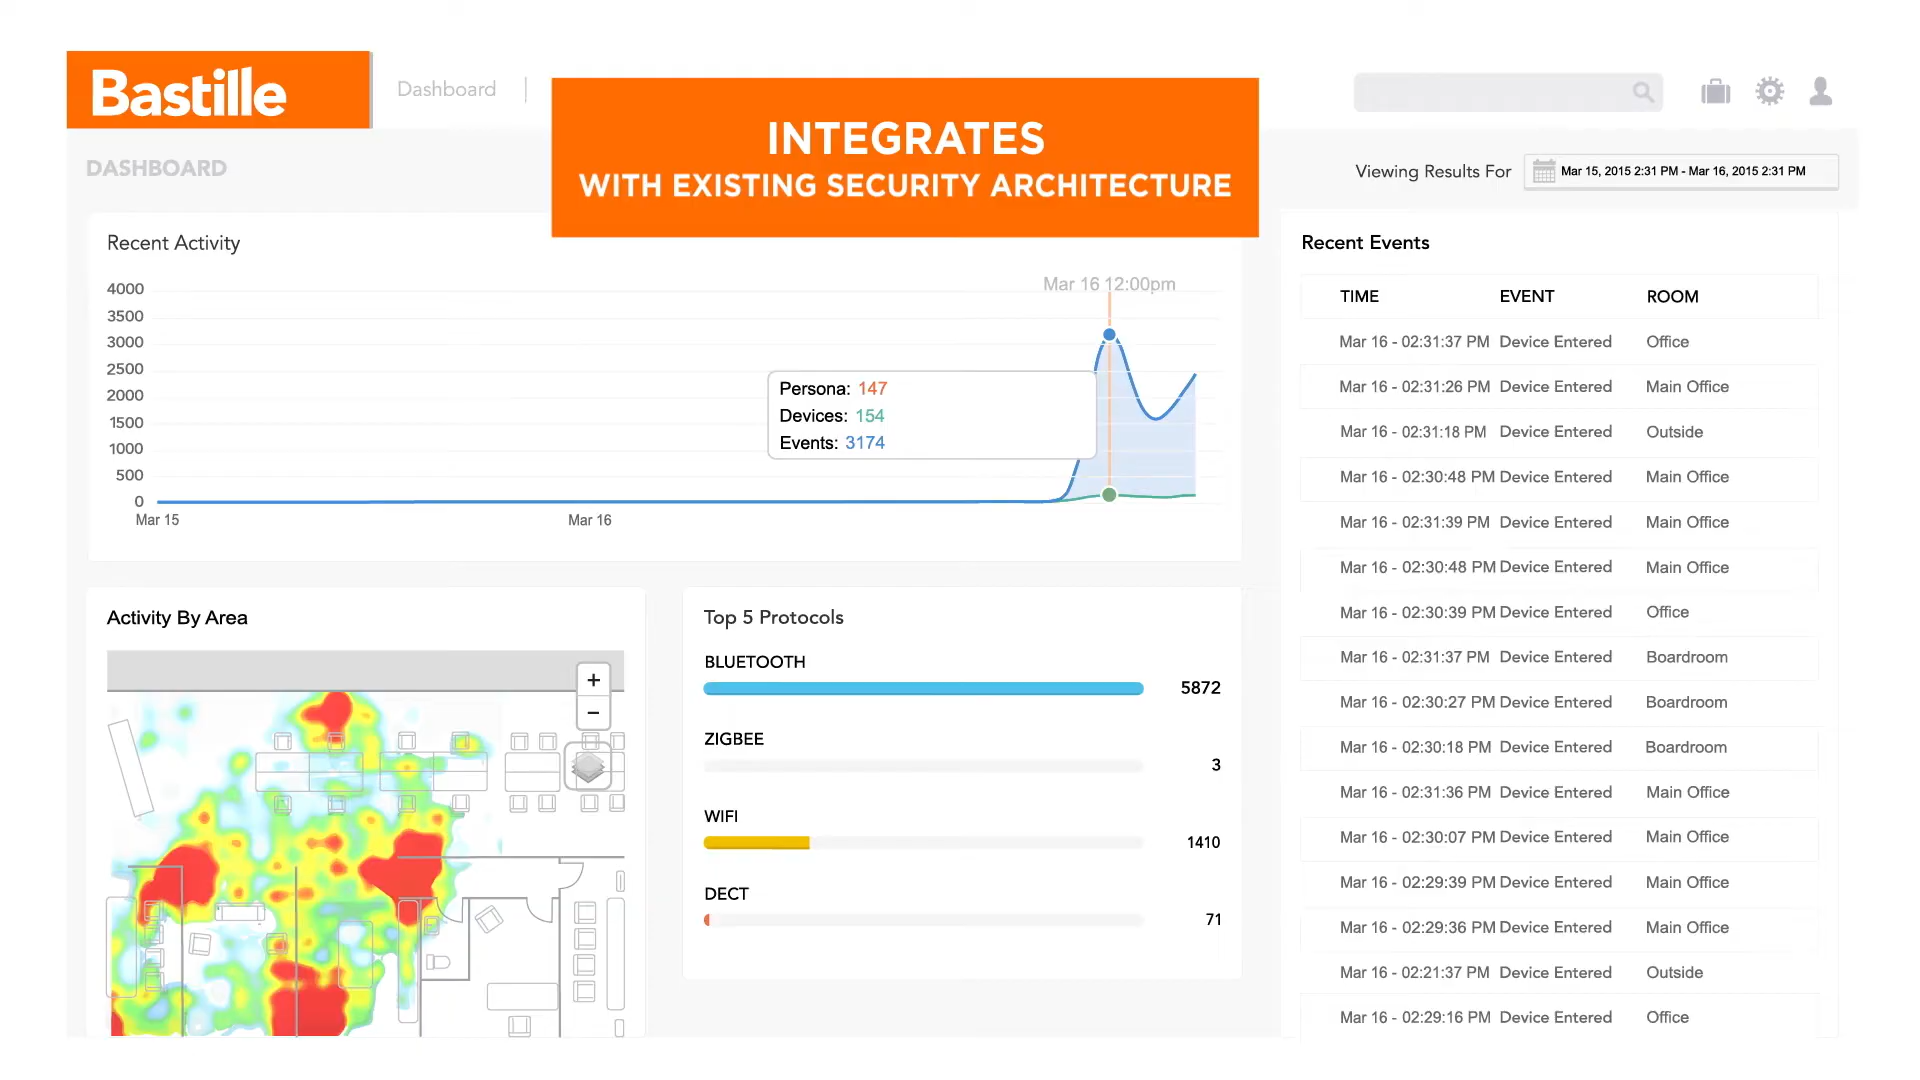 Bastille
Dashboard
INTEGRATES
WITH EXISTING SECURITY ARCHITECTURE
DASHBOARD
Viewing Results For
Mar 15, 2015 2:31 PM - Mar 16, 2015 2:31 PM
Recent Activity
Mar 16 12:00pm
4000
3500
3000
2500
2000
1500
1000
500
0
Persona: 147
Devices: 154
Events: 3174
Mar 15
Mar 16
Activity By Area
+
−
Top 5 Protocols
BLUETOOTH
5872
ZIGBEE
3
WIFI
1410
DECT
71
Recent Events
TIME EVENT ROOM
Mar 16 - 02:31:37 PM Device Entered Office
Mar 16 - 02:31:26 PM Device Entered Main Office
Mar 16 - 02:31:18 PM Device Entered Outside
Mar 16 - 02:30:48 PM Device Entered Main Office
Mar 16 - 02:31:39 PM Device Entered Main Office
Mar 16 - 02:30:48 PM Device Entered Main Office
Mar 16 - 02:30:39 PM Device Entered Office
Mar 16 - 02:31:37 PM Device Entered Boardroom
Mar 16 - 02:30:27 PM Device Entered Boardroom
Mar 16 - 02:30:18 PM Device Entered Boardroom
Mar 16 - 02:31:36 PM Device Entered Main Office
Mar 16 - 02:30:07 PM Device Entered Main Office
Mar 16 - 02:29:39 PM Device Entered Main Office
Mar 16 - 02:29:36 PM Device Entered Main Office
Mar 16 - 02:21:37 PM Device Entered Outside
Mar 16 - 02:29:16 PM Device Entered Office